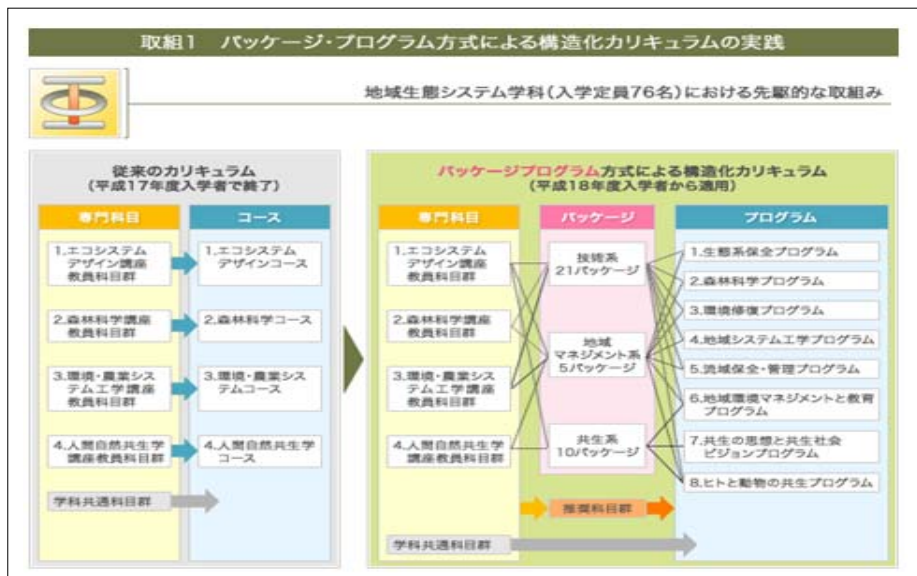 取組1 パッケージ・プログラム方式による構造化カリキュラムの実践
地域生態システム学科(入学定員76名)における先駆的な取組み
従来のカリキュラム
(平成17年度入学者で終了)
専門科目
コース
1.エコシステム
デザイン講座
教員科目群
1.エコシステム
デザインコース
2.森林科学講座
教員科目群
2.森林科学コース
3.環境・農業シス
テム工学講座
教員科目群
3.環境・農業シス
テムコース
4.人間自然共生学
講座教員科目群
4.人間自然共生学
コース
学科共通科目群
パッケージプログラム方式による構造化カリキュラム
(平成18年度入学者から適用)
専門科目
パッケージ
プログラム
1.エコシステム
デザイン講座
教員科目群
2.森林科学講座
教員科目群
3.環境・農業シス
テム工学講座
教員科目群
4.人間自然共生学
講座教員科目群
技術系
21パッケージ
地域
マネジメント系
5パッケージ
共生系
10パッケージ
1.生態系保全プログラム
2.森林科学プログラム
3.環境修復プログラム
4.地域システム工学プログラム
5.流域保全・管理プログラム
6.地域環境マネジメントと教育
プログラム
7.共生の思想と共生社会
ビジョンプログラム
8.ヒトと動物の共生プログラム
推奨科目群
学科共通科目群